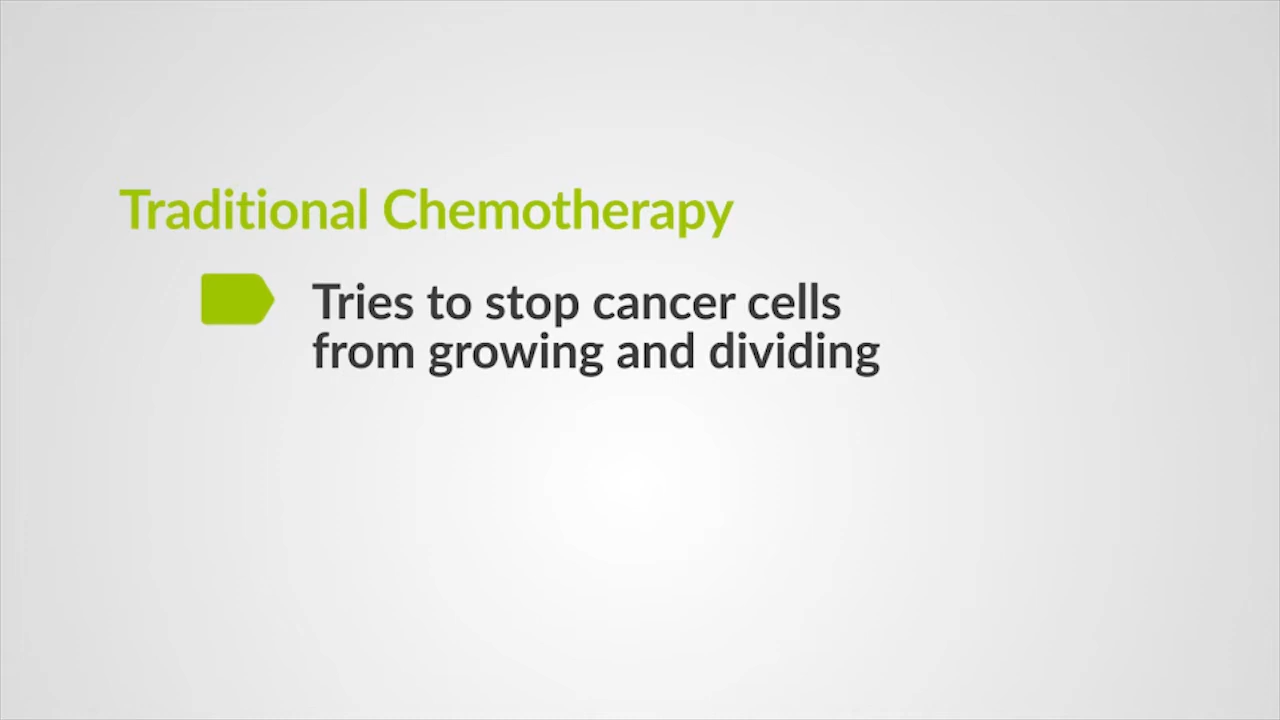 Traditional Chemotherapy
Tries to stop cancer cells
from growing and dividing